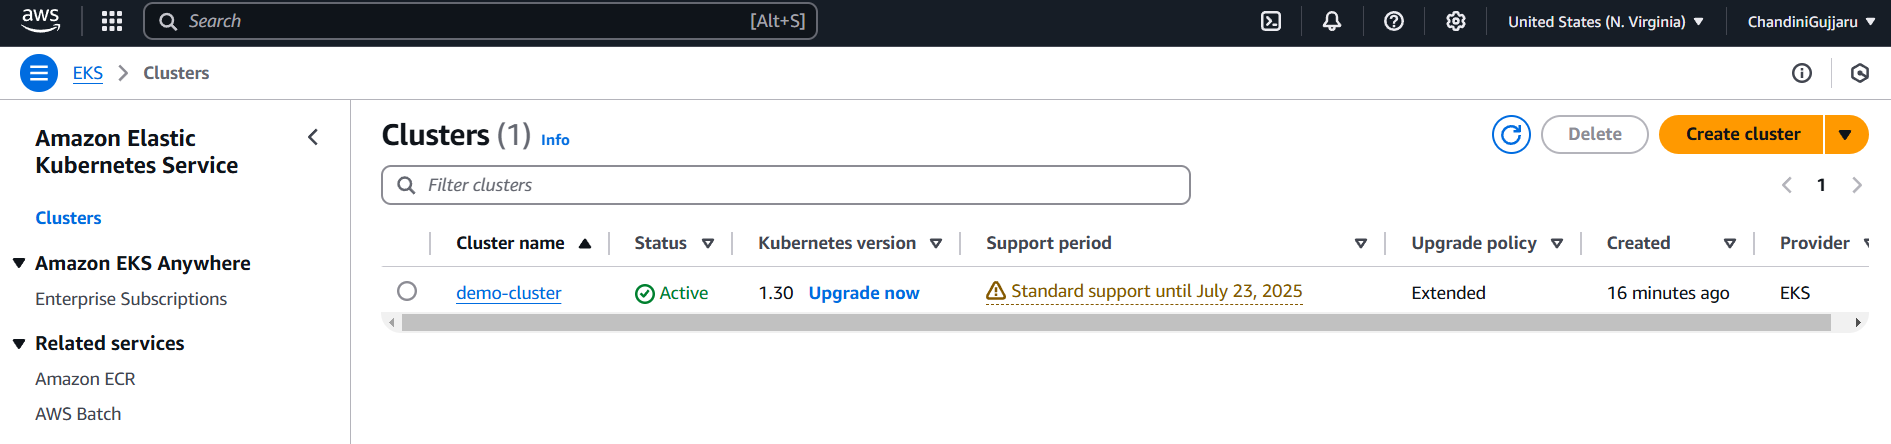 aws Search [Alt+S] United States (N. Virginia) ChandiniGujjaru
EKS Clusters
Amazon Elastic
Kubernetes Service
Clusters
Amazon EKS Anywhere
Enterprise Subscriptions
Related services
Amazon ECR
AWS Batch
Clusters (1) Info Delete Create cluster
Filter clusters 1
Cluster name Status Kubernetes version Support period Upgrade policy Created Provider
demo-cluster Active 1.30 Upgrade now Standard support until July 23, 2025 Extended 16 minutes ago EKS